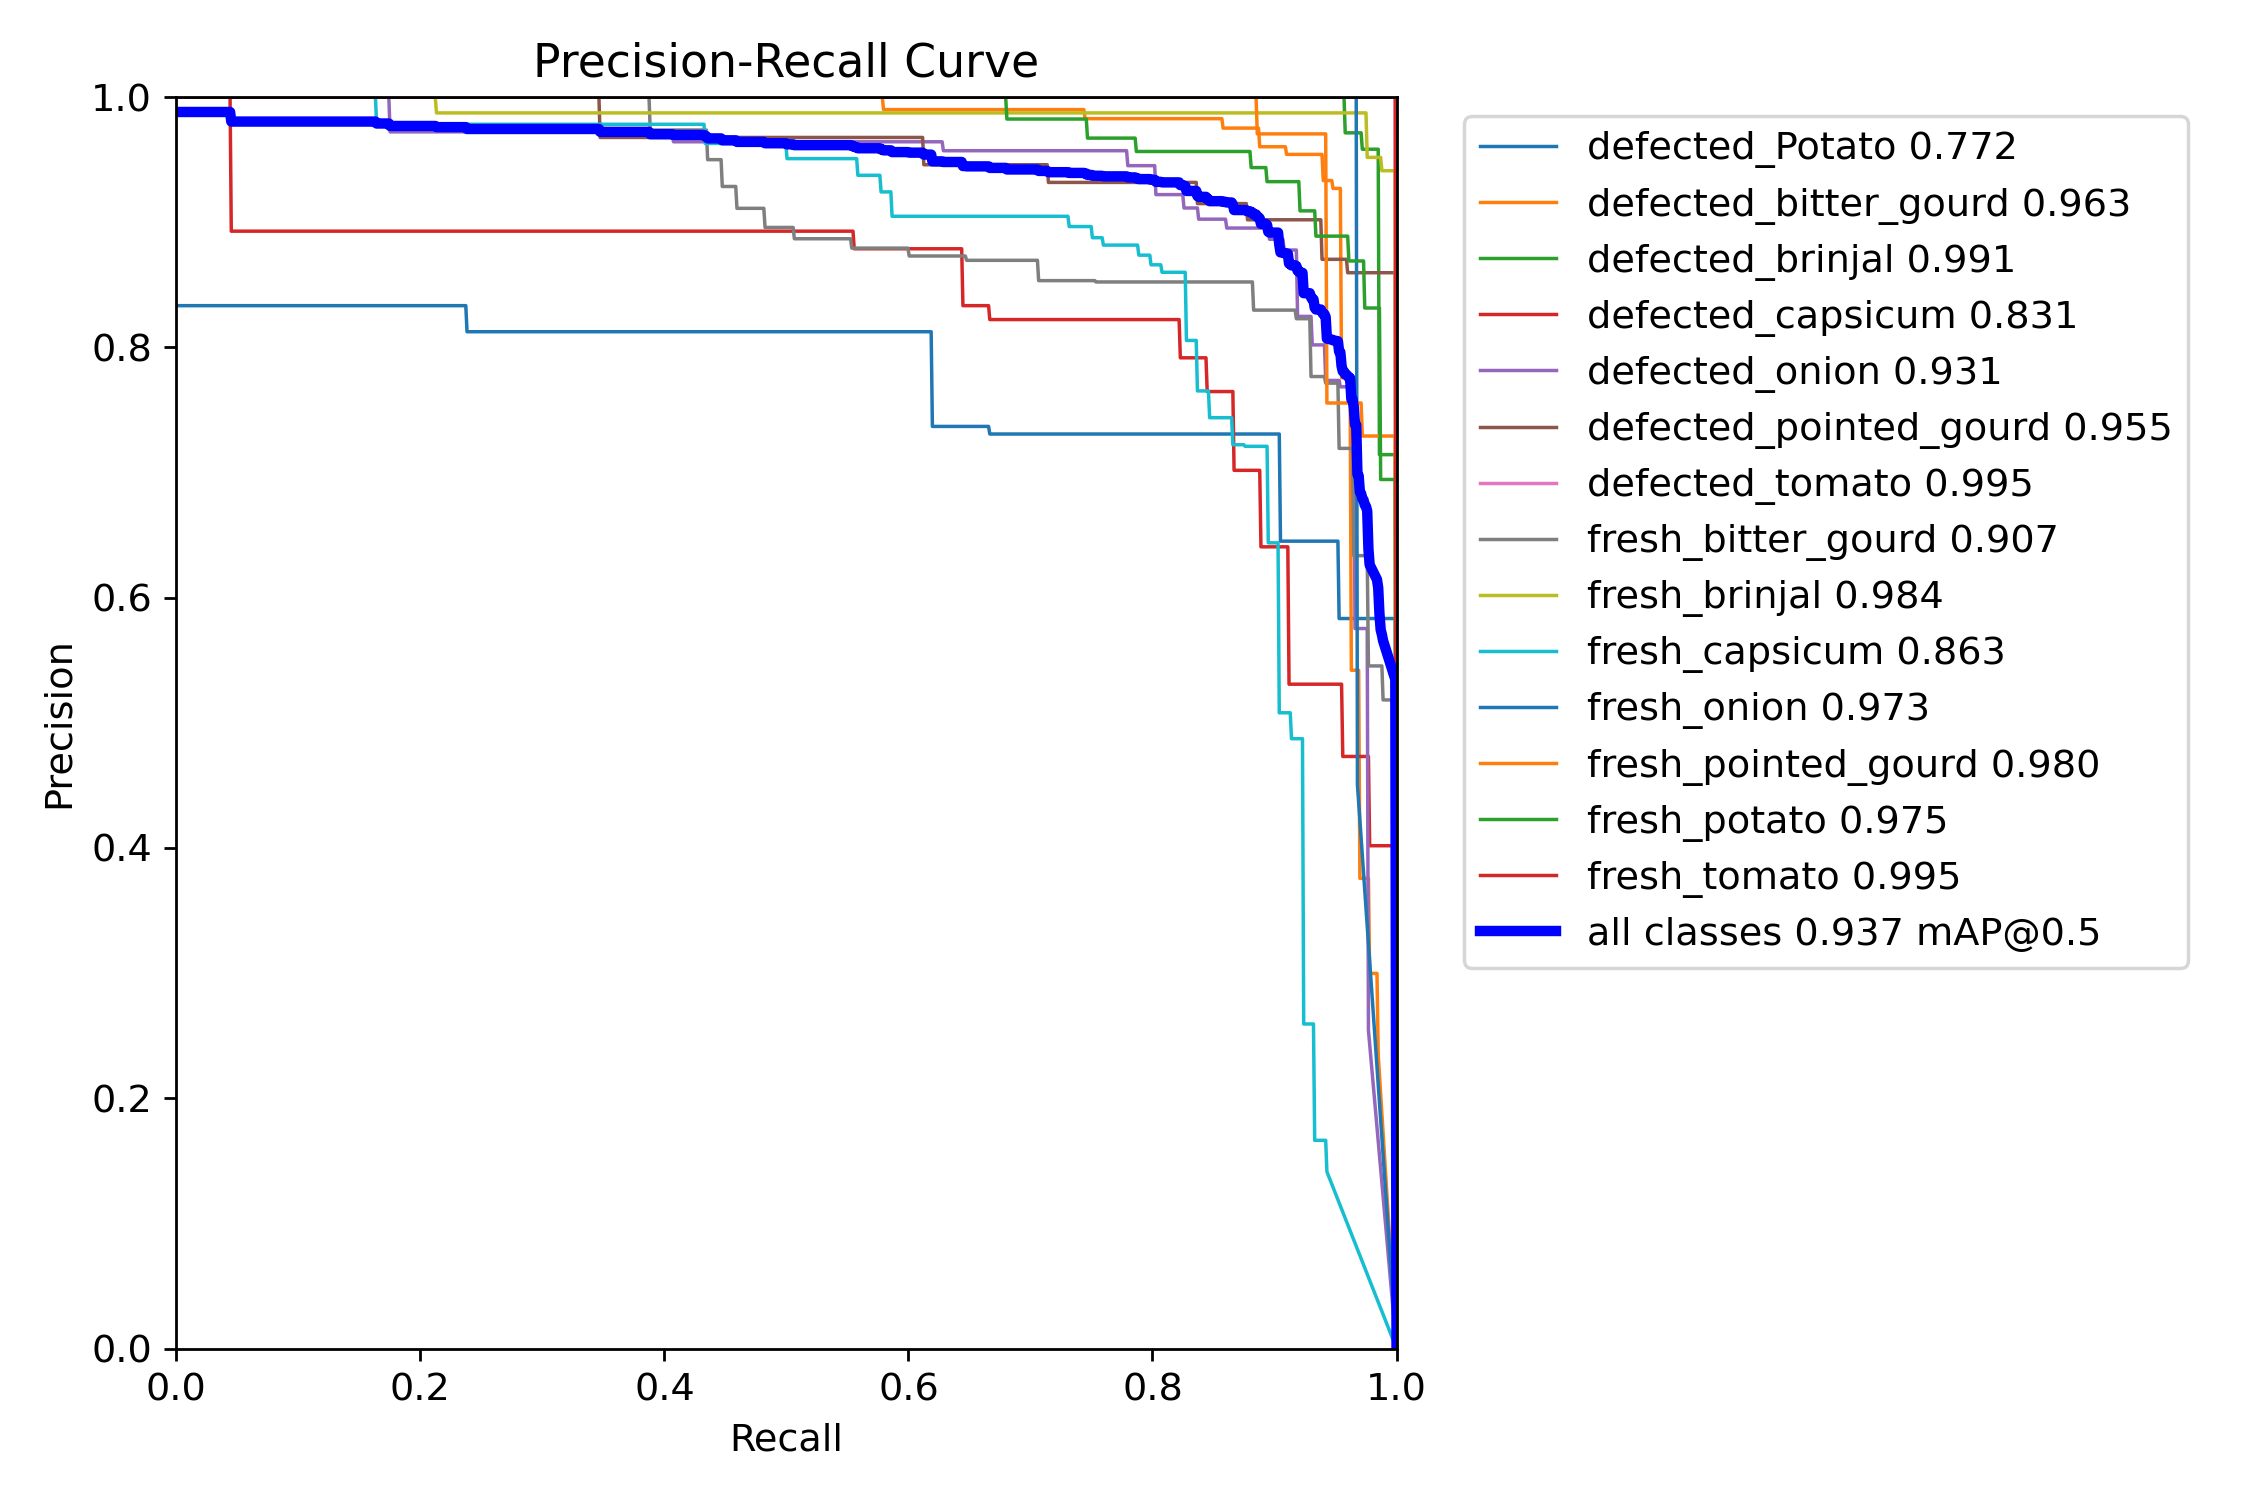 Precision-Recall Curve
1.0
0.8
0.6
0.4
0.2
0.0
Precision
0.0 0.2 0.4 0.6 0.8 1.0
Recall
defected_Potato 0.772
defected_bitter_gourd 0.963
defected_brinjal 0.991
defected_capsicum 0.831
defected_onion 0.931
defected_pointed_gourd 0.955
defected_tomato 0.995
fresh_bitter_gourd 0.907
fresh_brinjal 0.984
fresh_capsicum 0.863
fresh_onion 0.973
fresh_pointed_gourd 0.980
fresh_potato 0.975
fresh_tomato 0.995
all classes 0.937 mAP@0.5